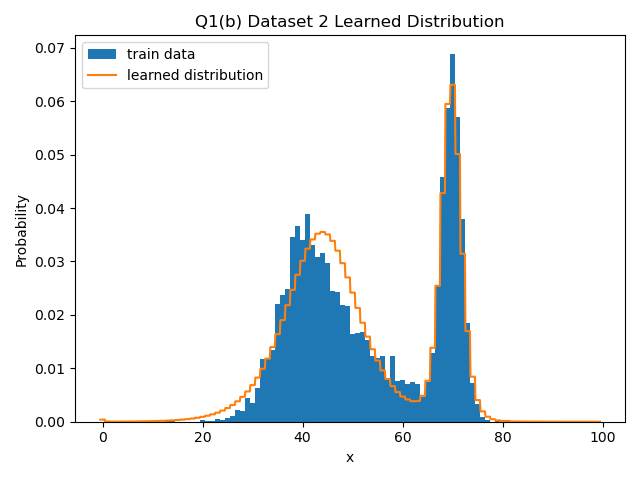 Q1(b) Dataset 2 Learned Distribution
train data
learned distribution
Probability
0.07
0.06
0.05
0.04
0.03
0.02
0.01
0.00
0 20 40 60 80 100
x